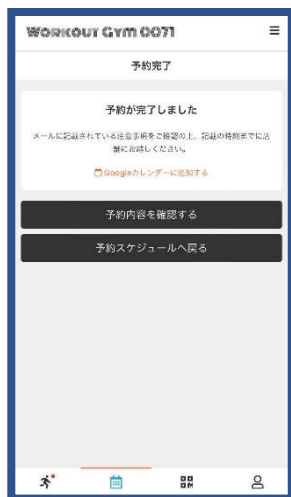 WORKOUT GYM 0071
予約完了
予約が完了しました
メールに記載されている注意事項をご確認の上、記載の時刻までに店
舗にお越しください。
Googleカレンダーに追加する
予約内容を確認する
予約スケジュールへ戻る